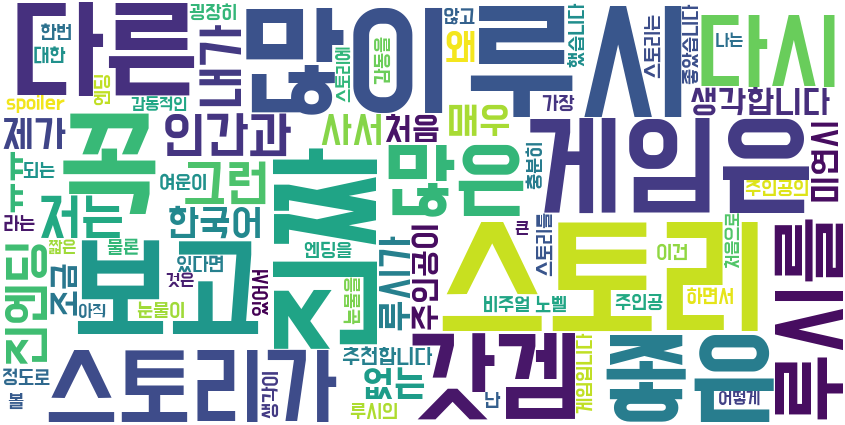 다른
굉장히
한번
대한
내가
많이
않고
왜
루시
했습니다
스토리는
좋았습니다
나는
다시
spoiler
엔딩
감동적인
스토리에
감동을
가장
생각합니다
제가
꼭
인간과
사서
처음
매우
게임은
미연시
ㅠㅠ
되는
여운이
그런
진짜
많은
충분히
주인공의
라는
저는
한국어
엔딩을
루시가
주인공이
큰
스토리를
이건
처음으로
루시를
진엔딩
짧은
조금
물론
보고
있다면
것은
있어서
눈물을
스토리
아직
눈물이
비주얼 노벨
주인공
하면서
정도로
볼
스토리가
생각이
추천합니다
없는
루시의
갓겜
난
게임입니다
좋은
어떻게